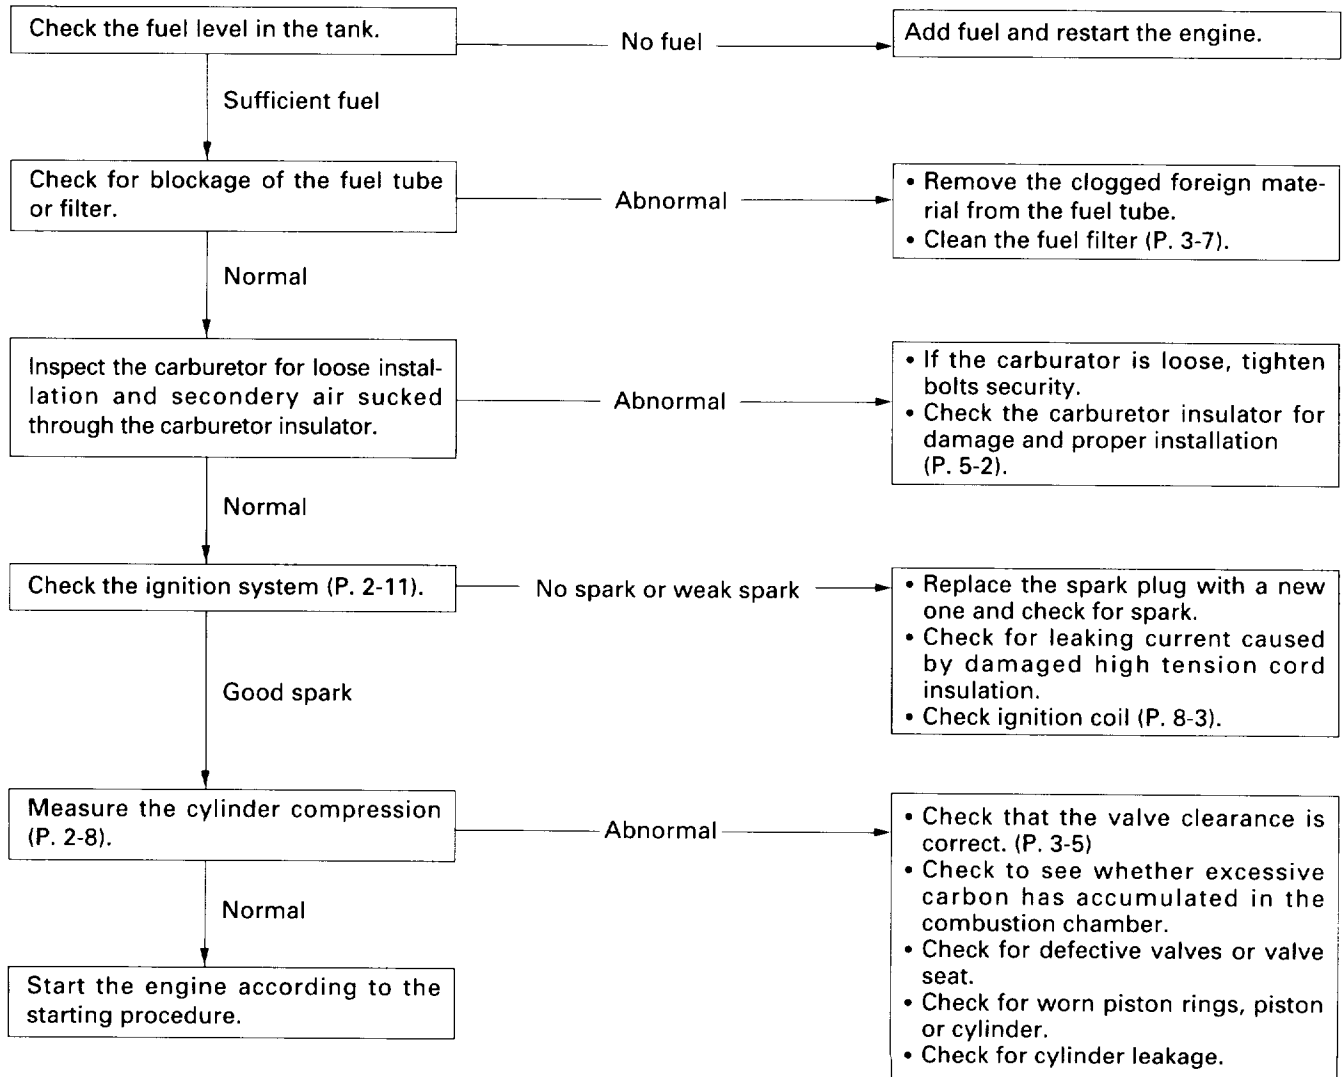 Check the fuel level in the tank.
No fuel
Add fuel and restart the engine.
Sufficient fuel
Check for blockage of the fuel tube
or filter.
Abnormal
• Remove the clogged foreign mate-
rial from the fuel tube.
• Clean the fuel filter (P. 3-7).
Normal
Inspect the carburetor for loose instal-
lation and secondery air sucked
through the carburetor insulator.
Abnormal
• If the carburator is loose, tighten
bolts security.
• Check the carburetor insulator for
damage and proper installation
(P. 5-2).
Normal
Check the ignition system (P. 2-11).
No spark or weak spark
• Replace the spark plug with a new
one and check for spark.
• Check for leaking current caused
by damaged high tension cord
insulation.
• Check ignition coil (P. 8-3).
Good spark
Measure the cylinder compression
(P. 2-8).
Abnormal
• Check that the valve clearance is
correct. (P. 3-5)
• Check to see whether excessive
carbon has accumulated in the
combustion chamber.
• Check for defective valves or valve
seat.
• Check for worn piston rings, piston
or cylinder.
• Check for cylinder leakage.
Normal
Start the engine according to the
starting procedure.